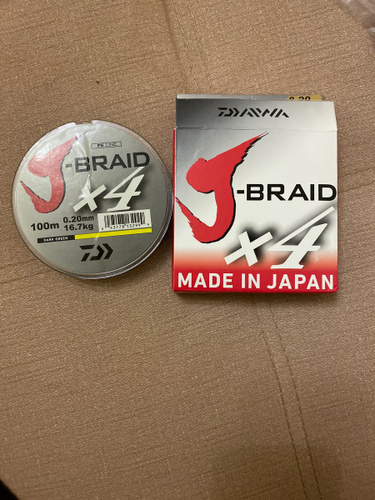 PE LINE
J-BRAID
x4
100m
0.20mm
16.7kg
DARK GREEN
DAIWA
J-BRAID
x4
MADE IN JAPAN